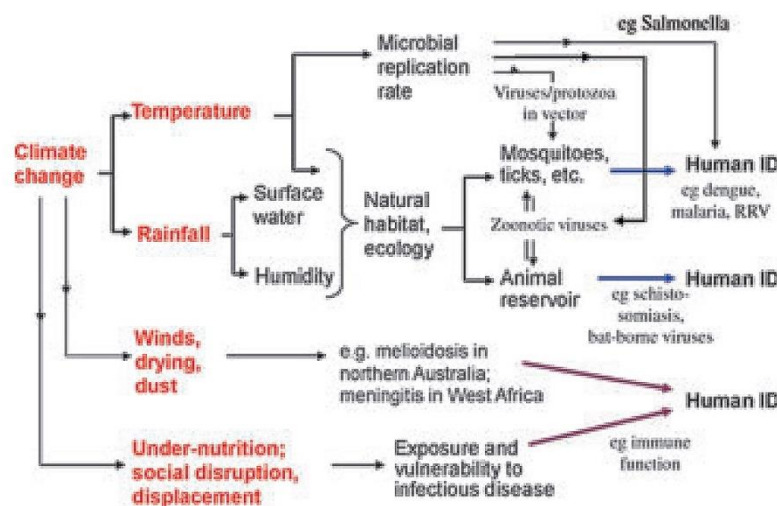 eg Salmonella
Microbial
replication
rate
Viruses/protozoa
in vector
Temperature
Climate
change
Mosquitoes,
ticks, etc.
Human ID
eg dengue,
malaria, RRV
Surface
water
Natural
habitat,
ecology
Rainfall
Zoonotic viruses
Humidity
Animal
reservoir
Human ID
eg schisto-
somiasis,
bat-borne viruses
Winds,
drying,
dust
e.g. melioidosis in
northern Australia;
meningitis in West Africa
Human ID
eg immune
function
Under-nutrition;
social disruption,
displacement
Exposure and
vulnerability to
infectious disease